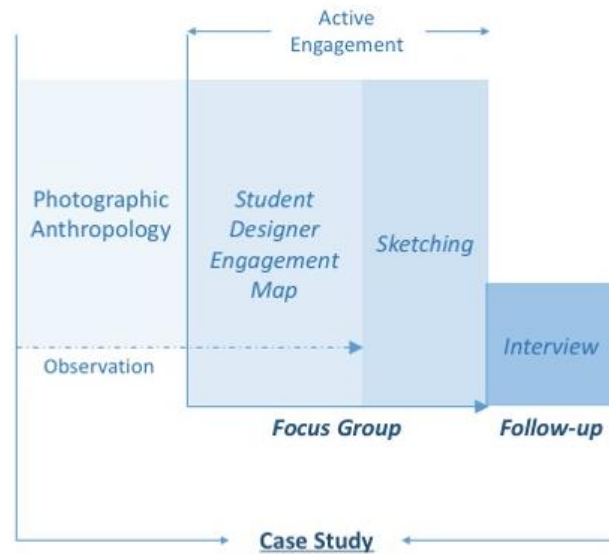 Active
Engagement
Photographic
Anthropology
Student
Designer
Engagement
Map
Sketching
Interview
Observation
Focus Group
Follow-up
Case Study